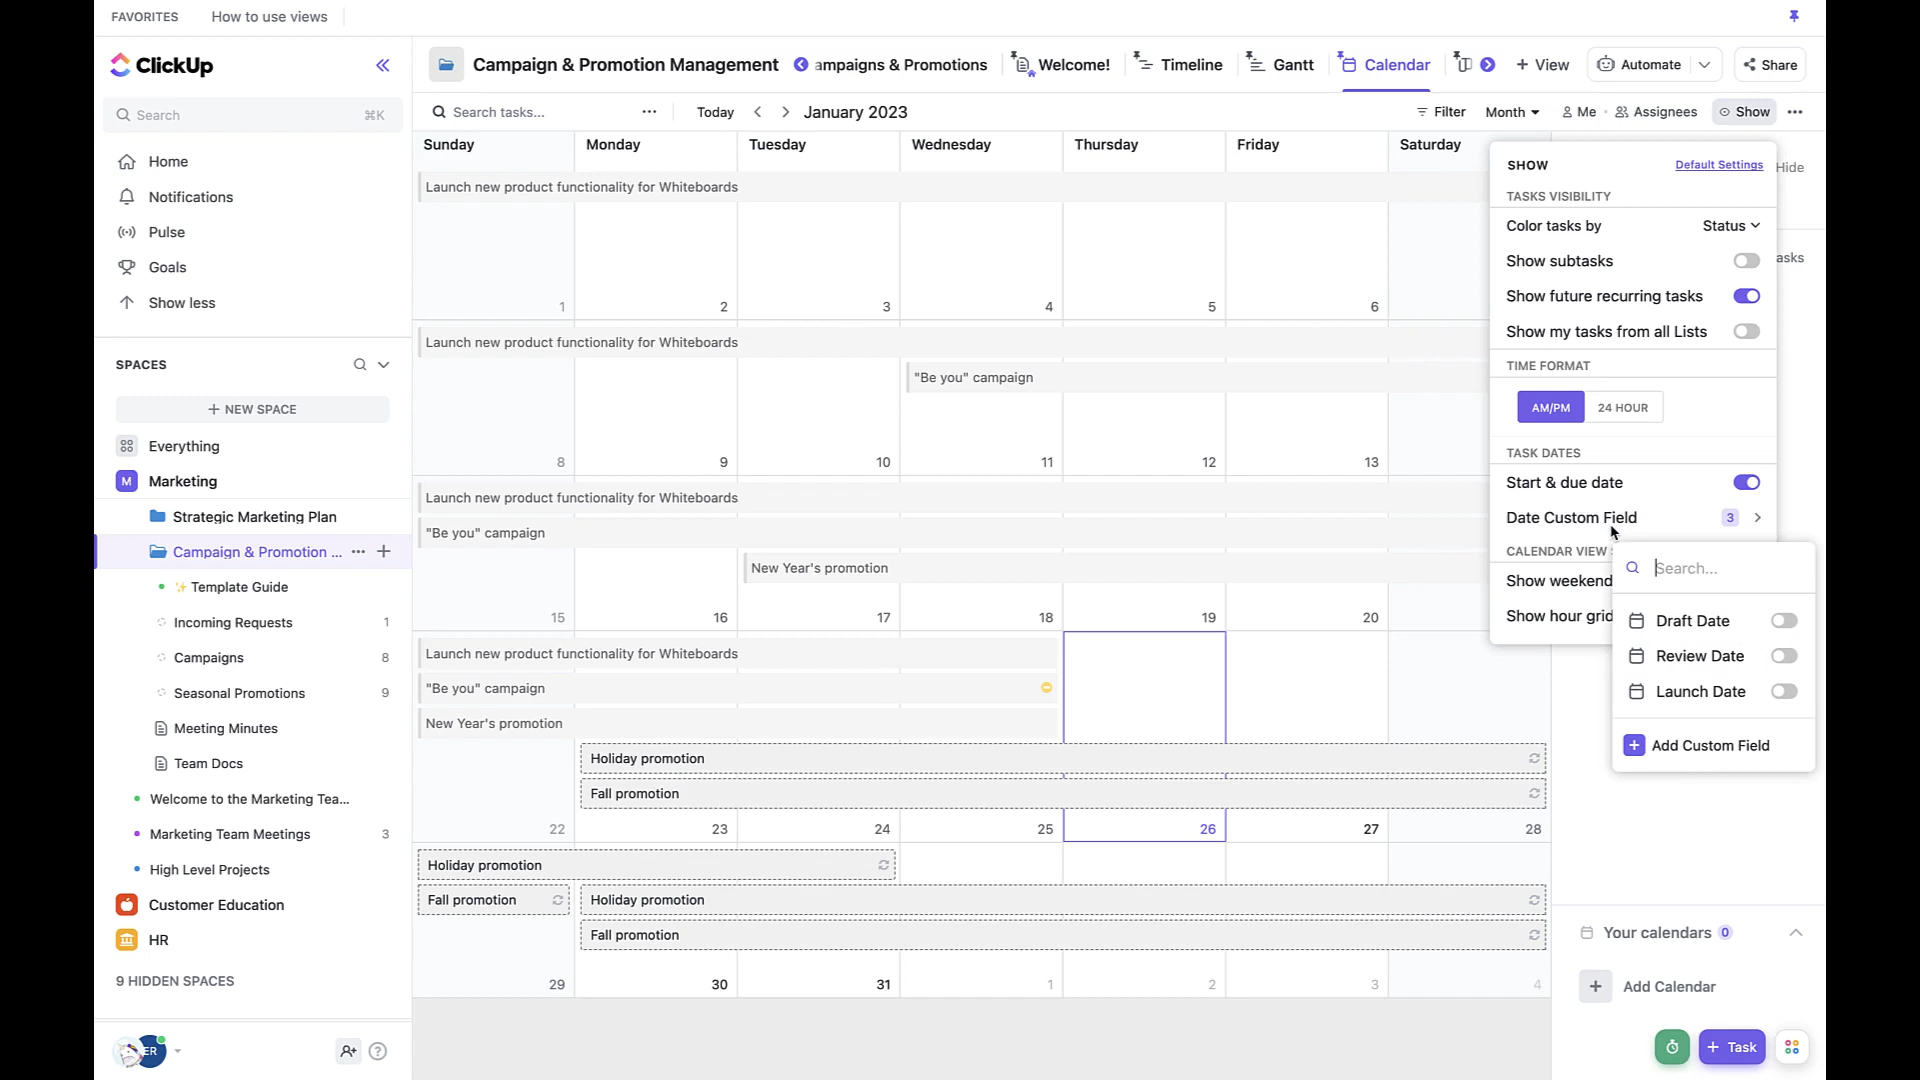 FAVORITES How to use views
ClickUp
Search ⌘K
Home
Notifications
Pulse
Goals
Show less
SPACES
+ NEW SPACE
Everything
M Marketing
Strategic Marketing Plan
Campaign & Promotion ...
✨ Template Guide
Incoming Requests 1
Campaigns 8
Seasonal Promotions 9
Meeting Minutes
Team Docs
Welcome to the Marketing Tea...
Marketing Team Meetings 3
High Level Projects
Customer Education
HR
9 HIDDEN SPACES
ER
Campaign & Promotion Management ampaigns & Promotions Welcome! Timeline Gantt Calendar + View Automate Share
Search tasks... Today January 2023 Filter Month Me Assignees Show
Sunday Monday Tuesday Wednesday Thursday Friday Saturday
Launch new product functionality for Whiteboards
1 2 3 4 5 6
Launch new product functionality for Whiteboards
"Be you" campaign
8 9 10 11 12 13
Launch new product functionality for Whiteboards
"Be you" campaign
New Year's promotion
15 16 17 18 19 20
Launch new product functionality for Whiteboards
"Be you" campaign
New Year's promotion
Holiday promotion
Fall promotion
22 23 24 25 26 27 28
Holiday promotion
Fall promotion Holiday promotion
Fall promotion
29 30 31 1 2 3 4
SHOW Default Settings
Hide
TASKS VISIBILITY
Color tasks by Status
Show subtasks
asks
Show future recurring tasks
Show my tasks from all Lists
TIME FORMAT
AM/PM 24 HOUR
TASK DATES
Start & due date
Date Custom Field 3
CALENDAR VIEW
Show weekend
Show hour grid
Search...
Draft Date
Review Date
Launch Date
+ Add Custom Field
Your calendars 0
+ Add Calendar
+ Task